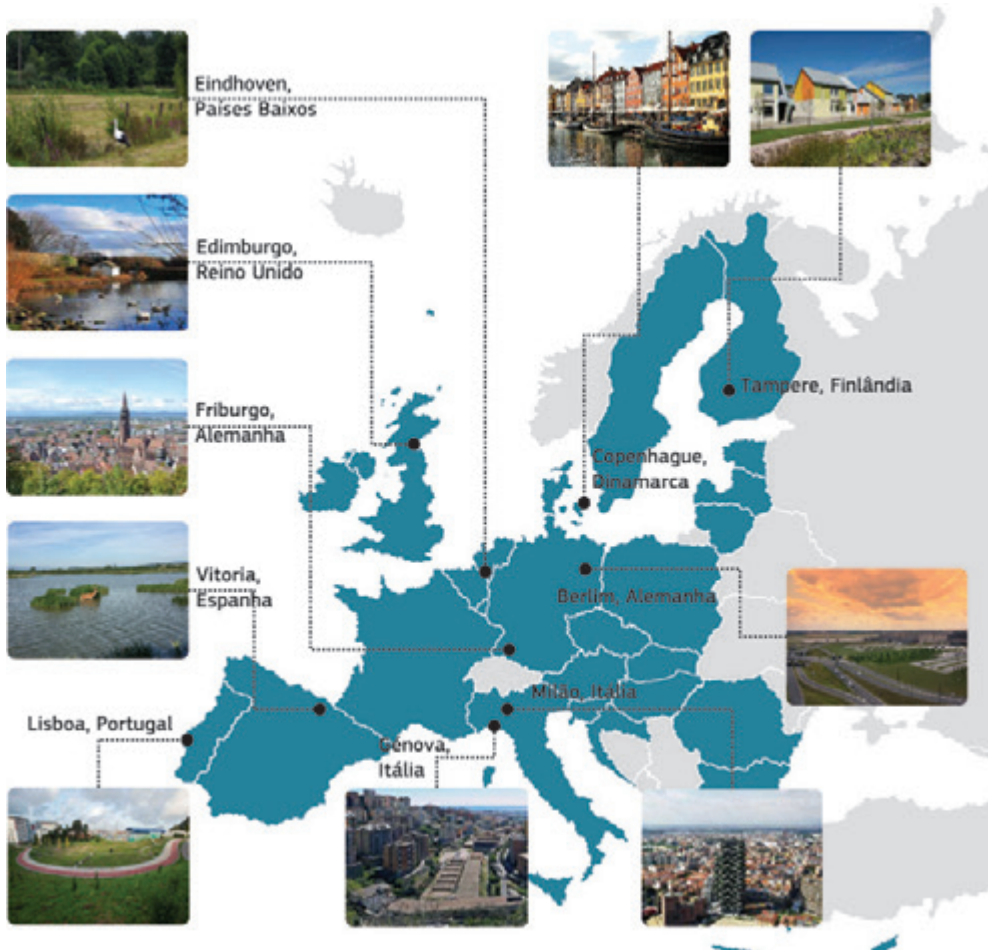 Eindhoven,
Países Baixos
Edimburgo,
Reino Unido
Friburgo,
Alemanha
Vitoria,
Espanha
Lisboa, Portugal
Tampere, Finlândia
Copenhague,
Dinamarca
Berlim, Alemanha
Milão, Itália
Génova,
Itália